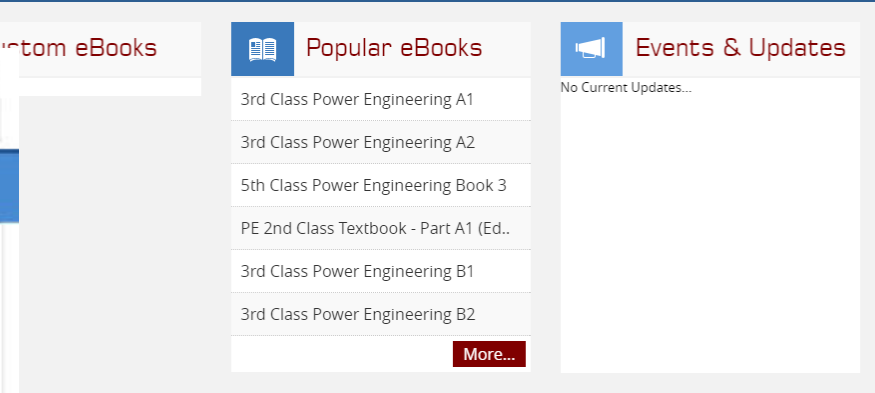 stom eBooks
Popular eBooks
3rd Class Power Engineering A1
3rd Class Power Engineering A2
5th Class Power Engineering Book 3
PE 2nd Class Textbook - Part A1 (Ed..
3rd Class Power Engineering B1
3rd Class Power Engineering B2
More...
Events & Updates
No Current Updates...